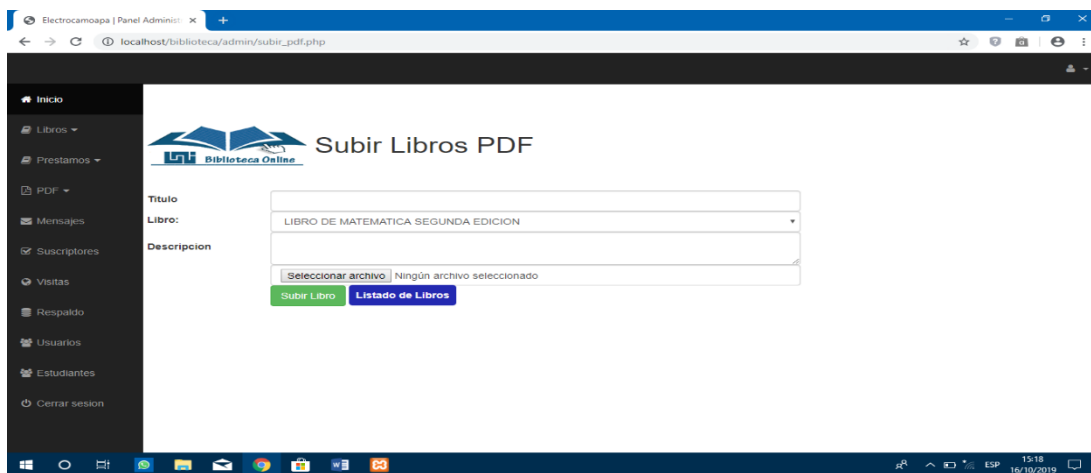 Electrocamoapa | Panel Administ
localhost/biblioteca/admin/subir_pdf.php
Inicio
Libros
Prestamos
PDF
Mensajes
Suscriptores
Visitas
Respaldo
Usuarios
Estudiantes
Cerrar sesion
Biblioteca Online
Subir Libros PDF
Titulo
Libro:
LIBRO DE MATEMATICA SEGUNDA EDICION
Descripcion
Seleccionar archivo Ningún archivo seleccionado
Subir Libro Listado de Libros
ESP
15:18
16/10/2019